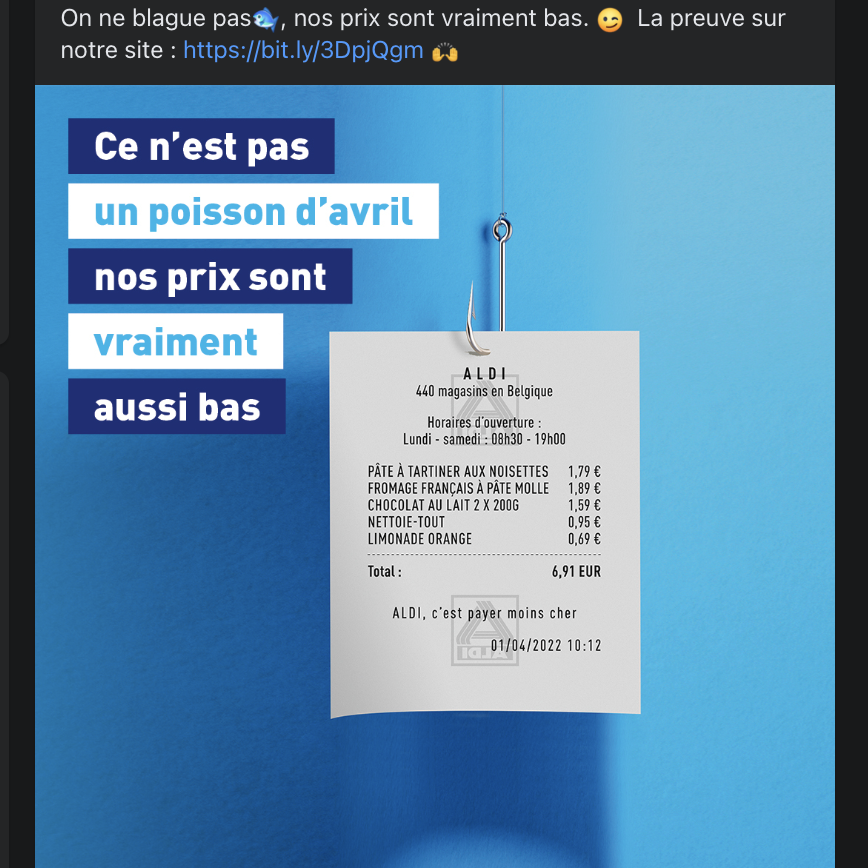 On ne blague pas🐟, nos prix sont vraiment bas. 😉 La preuve sur
notre site : https://bit.ly/3DpjQgm 🙌
Ce n’est pas
un poisson d’avril
nos prix sont
vraiment
aussi bas
ALDI
440 magasins en Belgique
Horaires d’ouverture :
Lundi - samedi : 08h30 - 19h00
PÂTE À TARTINER AUX NOISETTES 1,79 €
FROMAGE FRANÇAIS À PÂTE MOLLE 1,89 €
CHOCOLAT AU LAIT 2 X 200G 1,59 €
NETTOIE-TOUT 0,95 €
LIMONADE ORANGE 0,69 €
Total : 6,91 EUR
ALDI, c’est payer moins cher
01/04/2022 10:12
ALDI